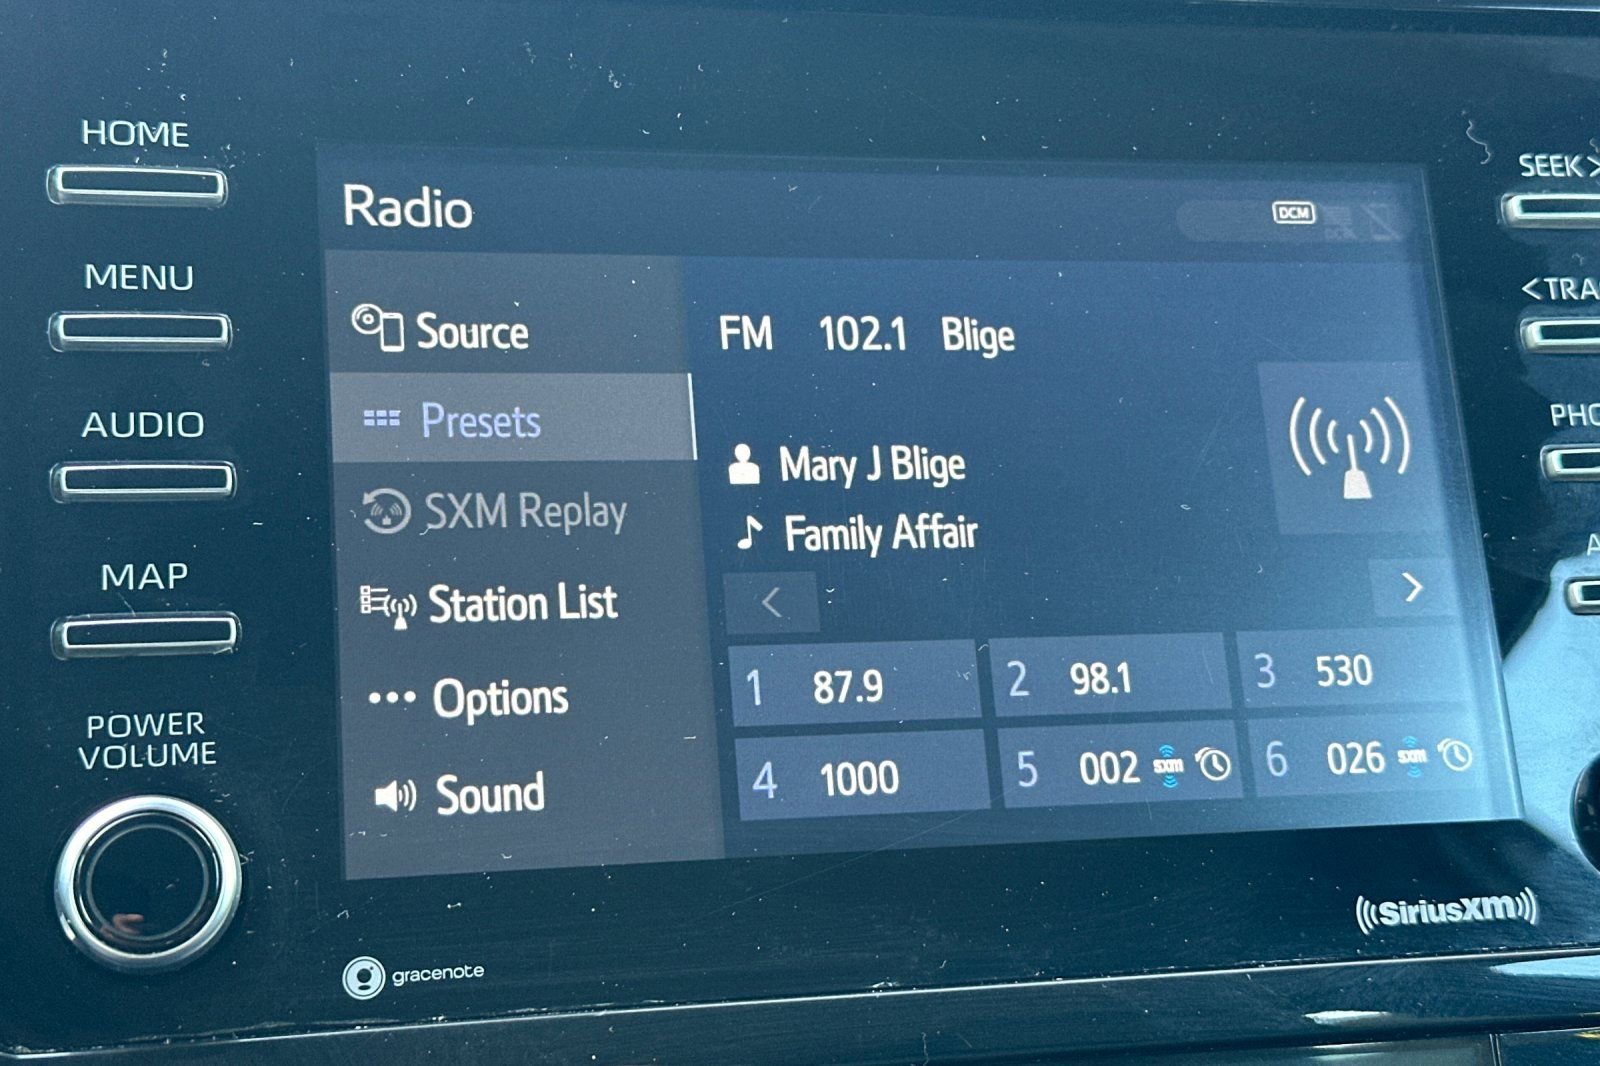 HOME
MENU
AUDIO
MAP
POWER
VOLUME
Radio
DCM
Source
Presets
SXM Replay
Station List
Options
Sound
FM 102.1 Blige
Mary J Blige
Family Affair
1 87.9
2 98.1
3 530
4 1000
5 002 sxm
6 026 sxm
SEEK >
< TRA
PHO
A
((SiriusXM))
gracenote